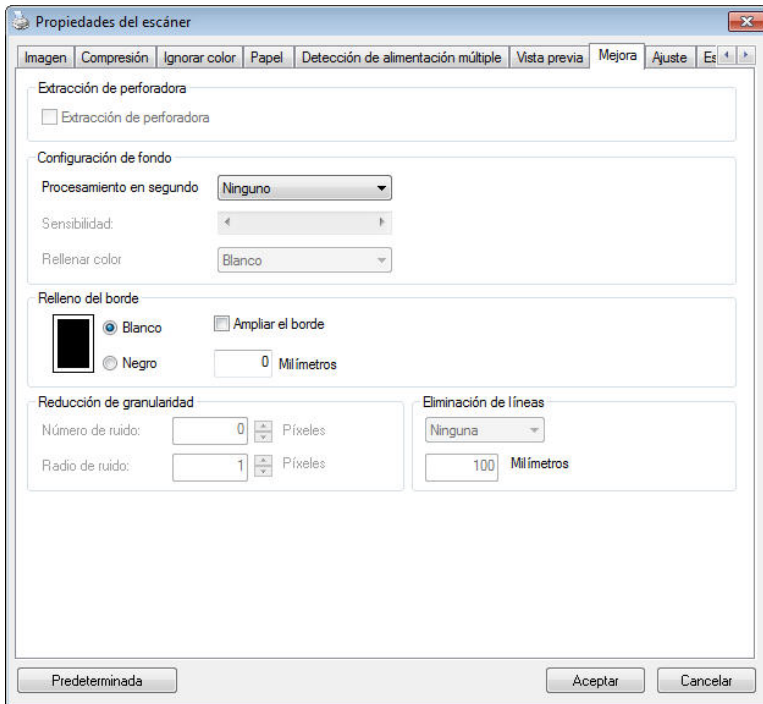 Propiedades del escáner
Imagen Compresión Ignorar color Papel Detección de alimentación múltiple Vista previa Mejora Ajuste Es
Extracción de perforadora
Extracción de perforadora
Configuración de fondo
Procesamiento en segundo Ninguno
Sensibilidad:
Rellenar color Blanco
Relleno del borde
Blanco Ampliar el borde
Negro 0 Milímetros
Reducción de granularidad
Número de ruido: 0 Píxeles
Radio de ruido: 1 Píxeles
Eliminación de líneas
Ninguna
100 Milímetros
Predeterminada Aceptar Cancelar